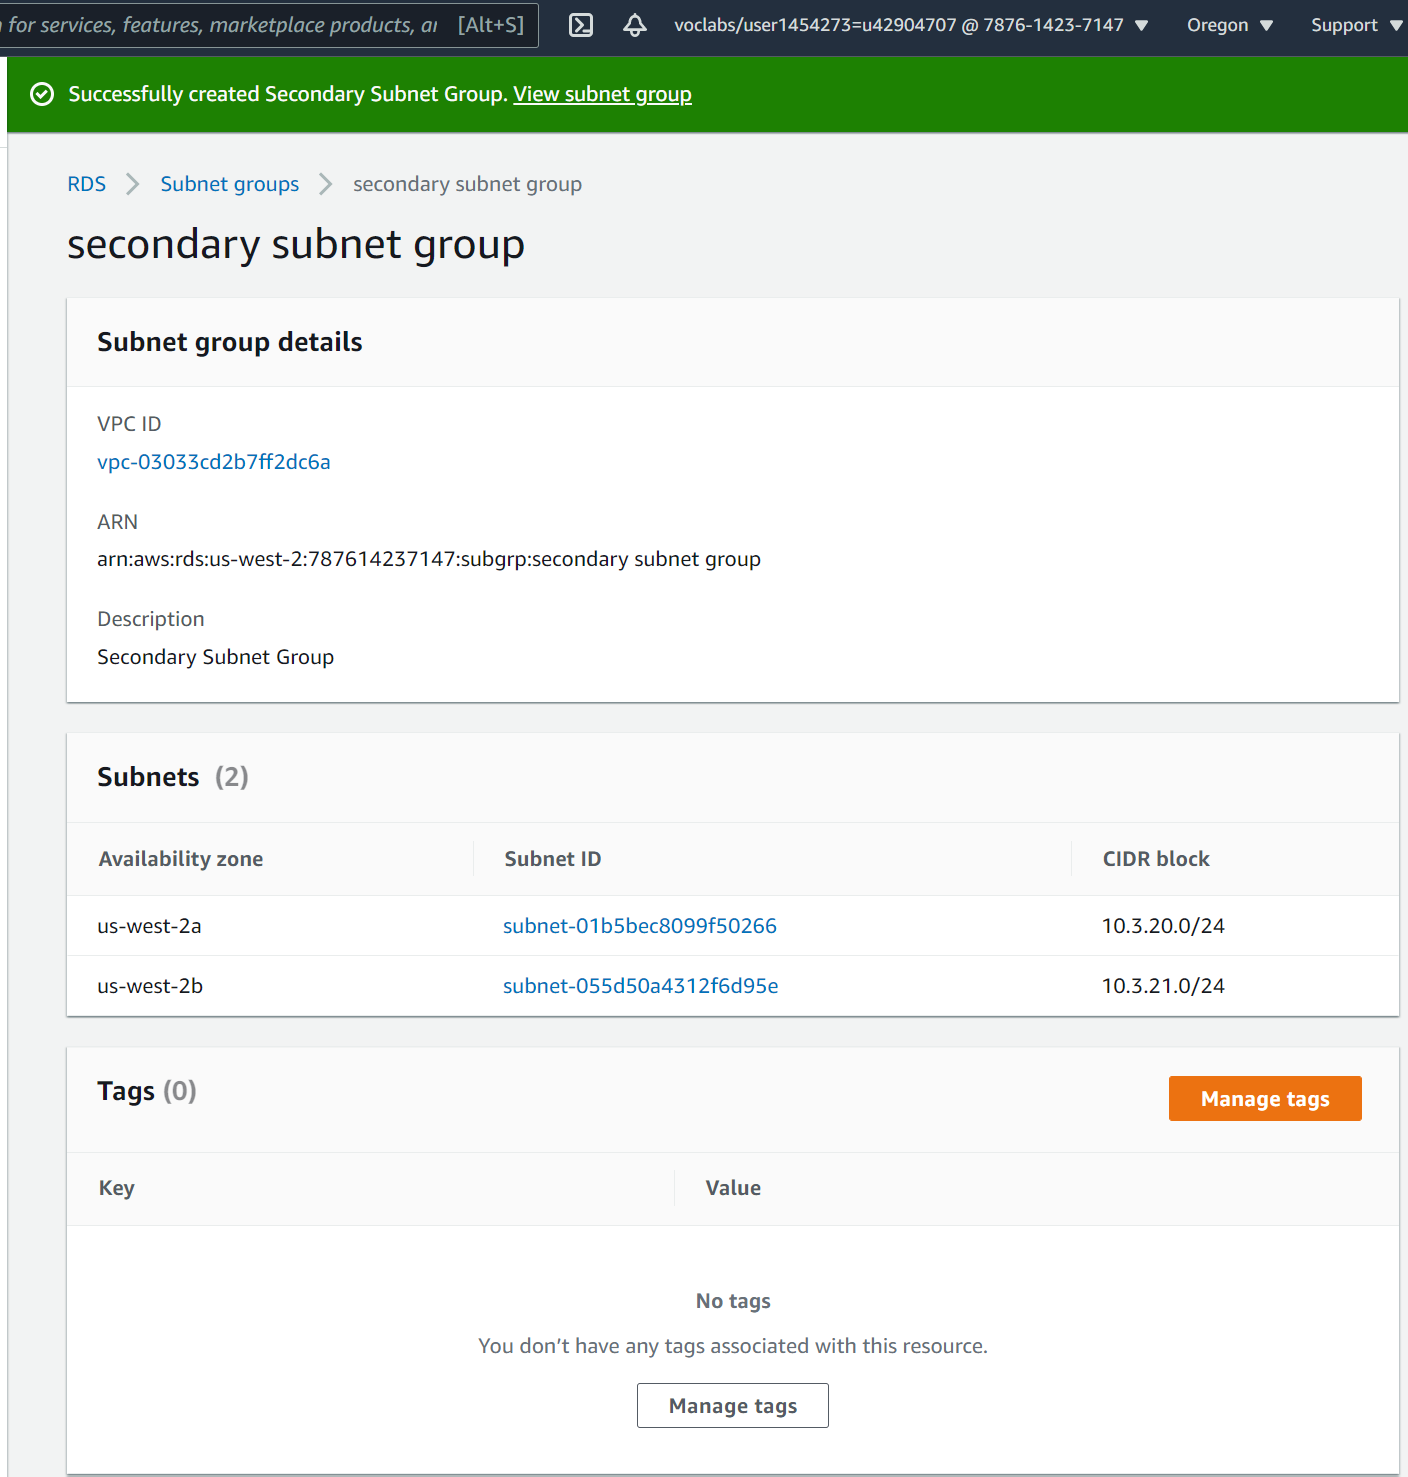 for services, features, marketplace products, ar [Alt+S] voclabs/user1454273=u42904707 @ 7876-1423-7147 Oregon Support
Successfully created Secondary Subnet Group. View subnet group
RDS Subnet groups secondary subnet group
secondary subnet group
Subnet group details
VPC ID
vpc-03033cd2b7ff2dc6a
ARN
arn:aws:rds:us-west-2:787614237147:subgrp:secondary subnet group
Description
Secondary Subnet Group
Subnets (2)
Availability zone Subnet ID CIDR block
us-west-2a subnet-01b5bec8099f50266 10.3.20.0/24
us-west-2b subnet-055d50a4312f6d95e 10.3.21.0/24
Tags (0) Manage tags
Key Value
No tags
You don’t have any tags associated with this resource.
Manage tags